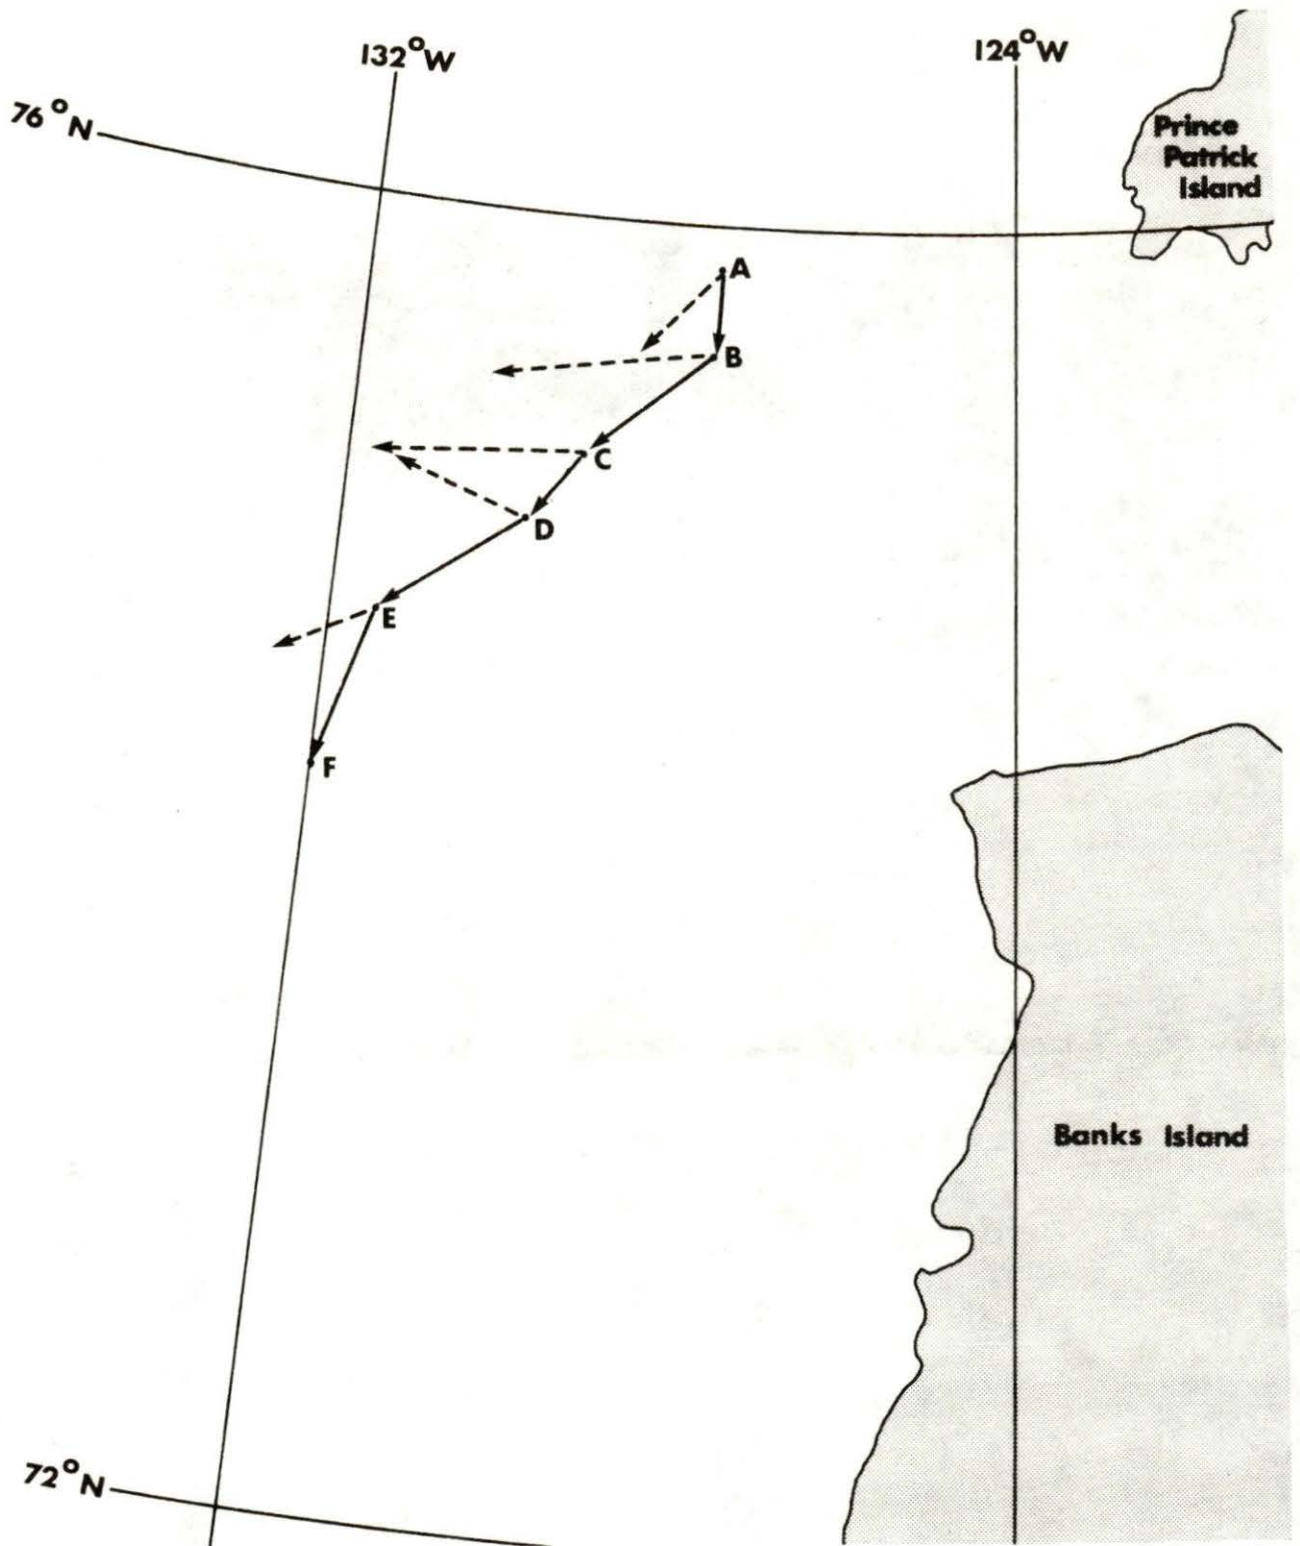 132°W
124°W
76°N
Prince
Patrick
Island
A
B
C
D
E
F
Banks Island
72°N